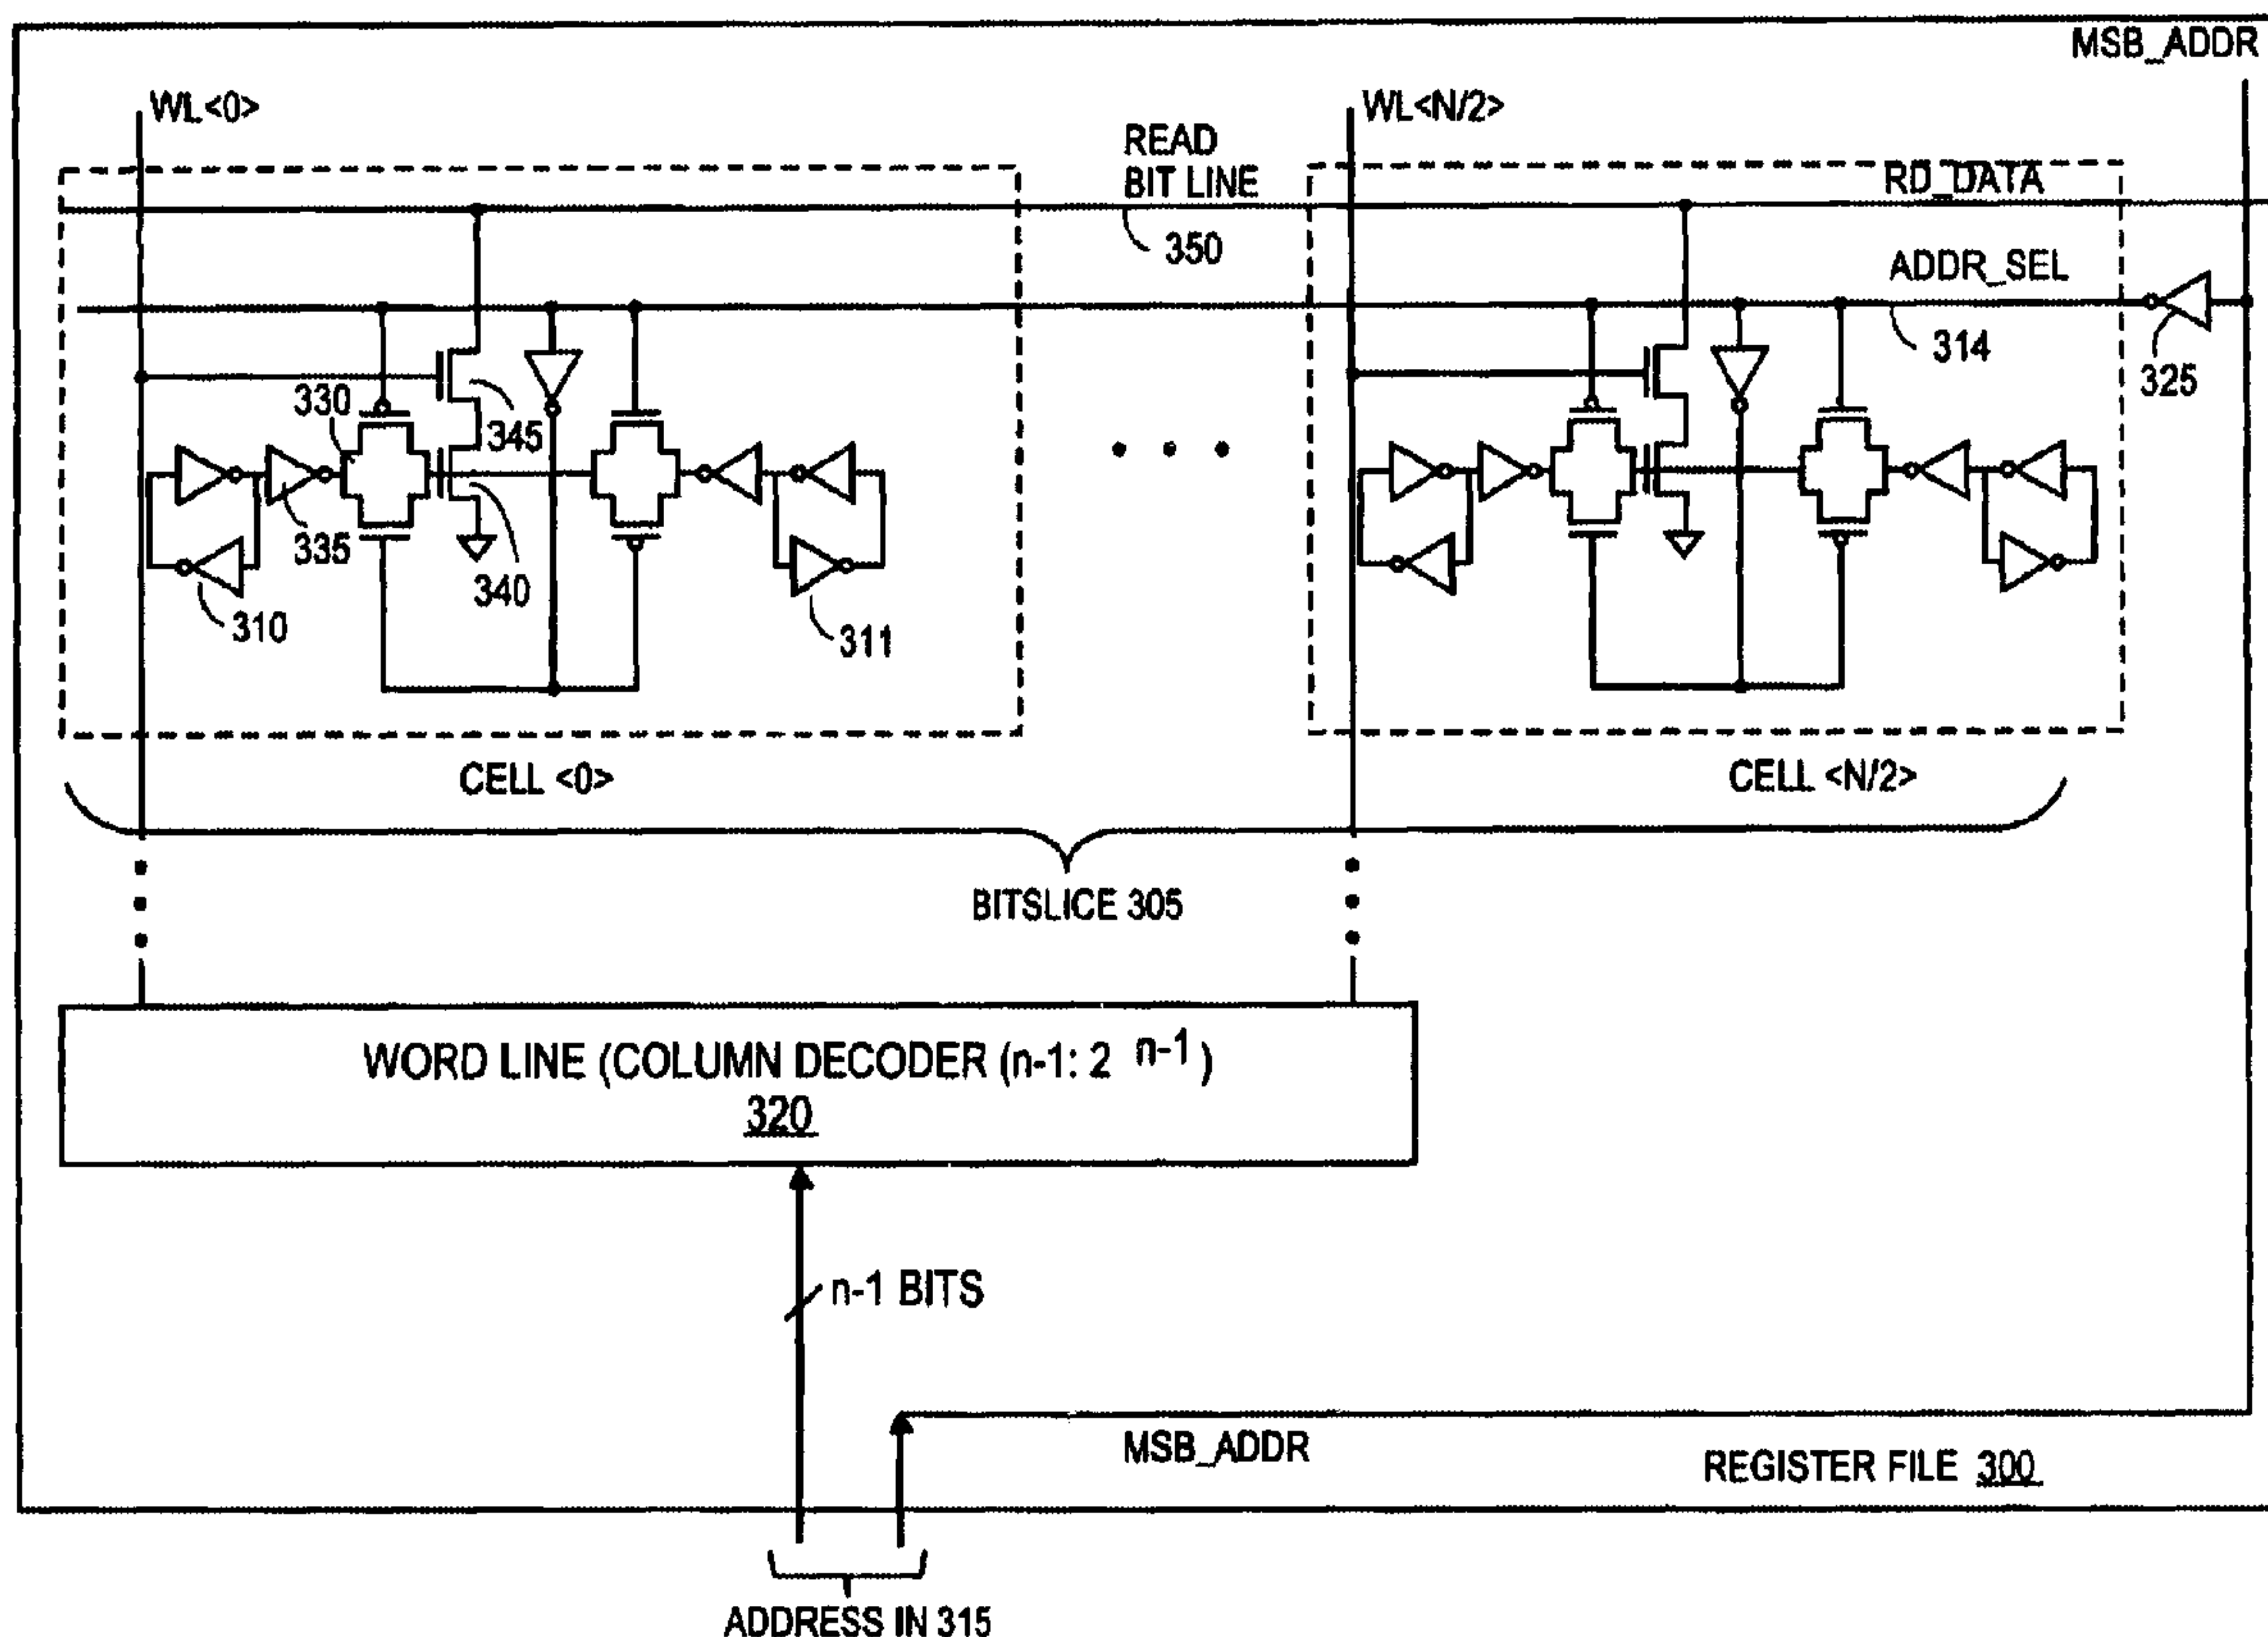 MSB_ADDR
WL<0>
WL<N/2>
READ
BIT LINE
RD_DATA
350
ADDR_SEL
314
325
330
345
335
340
310
311
CELL <0>
CELL <N/2>
BITSLICE 305
WORD LINE (COLUMN DECODER (n-1: 2 n-1)
320
n-1 BITS
MSB_ADDR
REGISTER FILE 300
ADDRESS IN 315